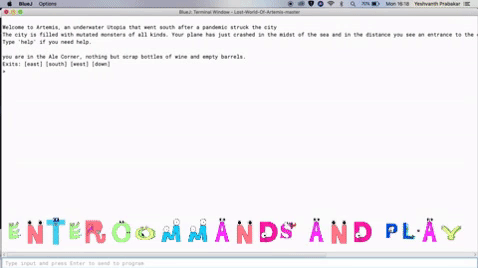 BlueJ Options Window Help
70% Mon 16:18 Yeshvanth Prabakar
BlueJ: Terminal Window - Lost-World-Of-Artemis-master
Welcome to Artemis, an underwater Utopia that went south after a pandemic struck the city
The city is filled with mutated monsters of all kinds. Your plane has just crashed in the midst of the sea and in the distance you see an entrance to the
Type 'help' if you need help.
you are in the Ale Corner, nothing but scrap bottles of wine and empty barrels.
Exits: [east] [south] [west] [down]
>
ENTER COMMANDS AND PLAY
Type input and press Enter to send to program